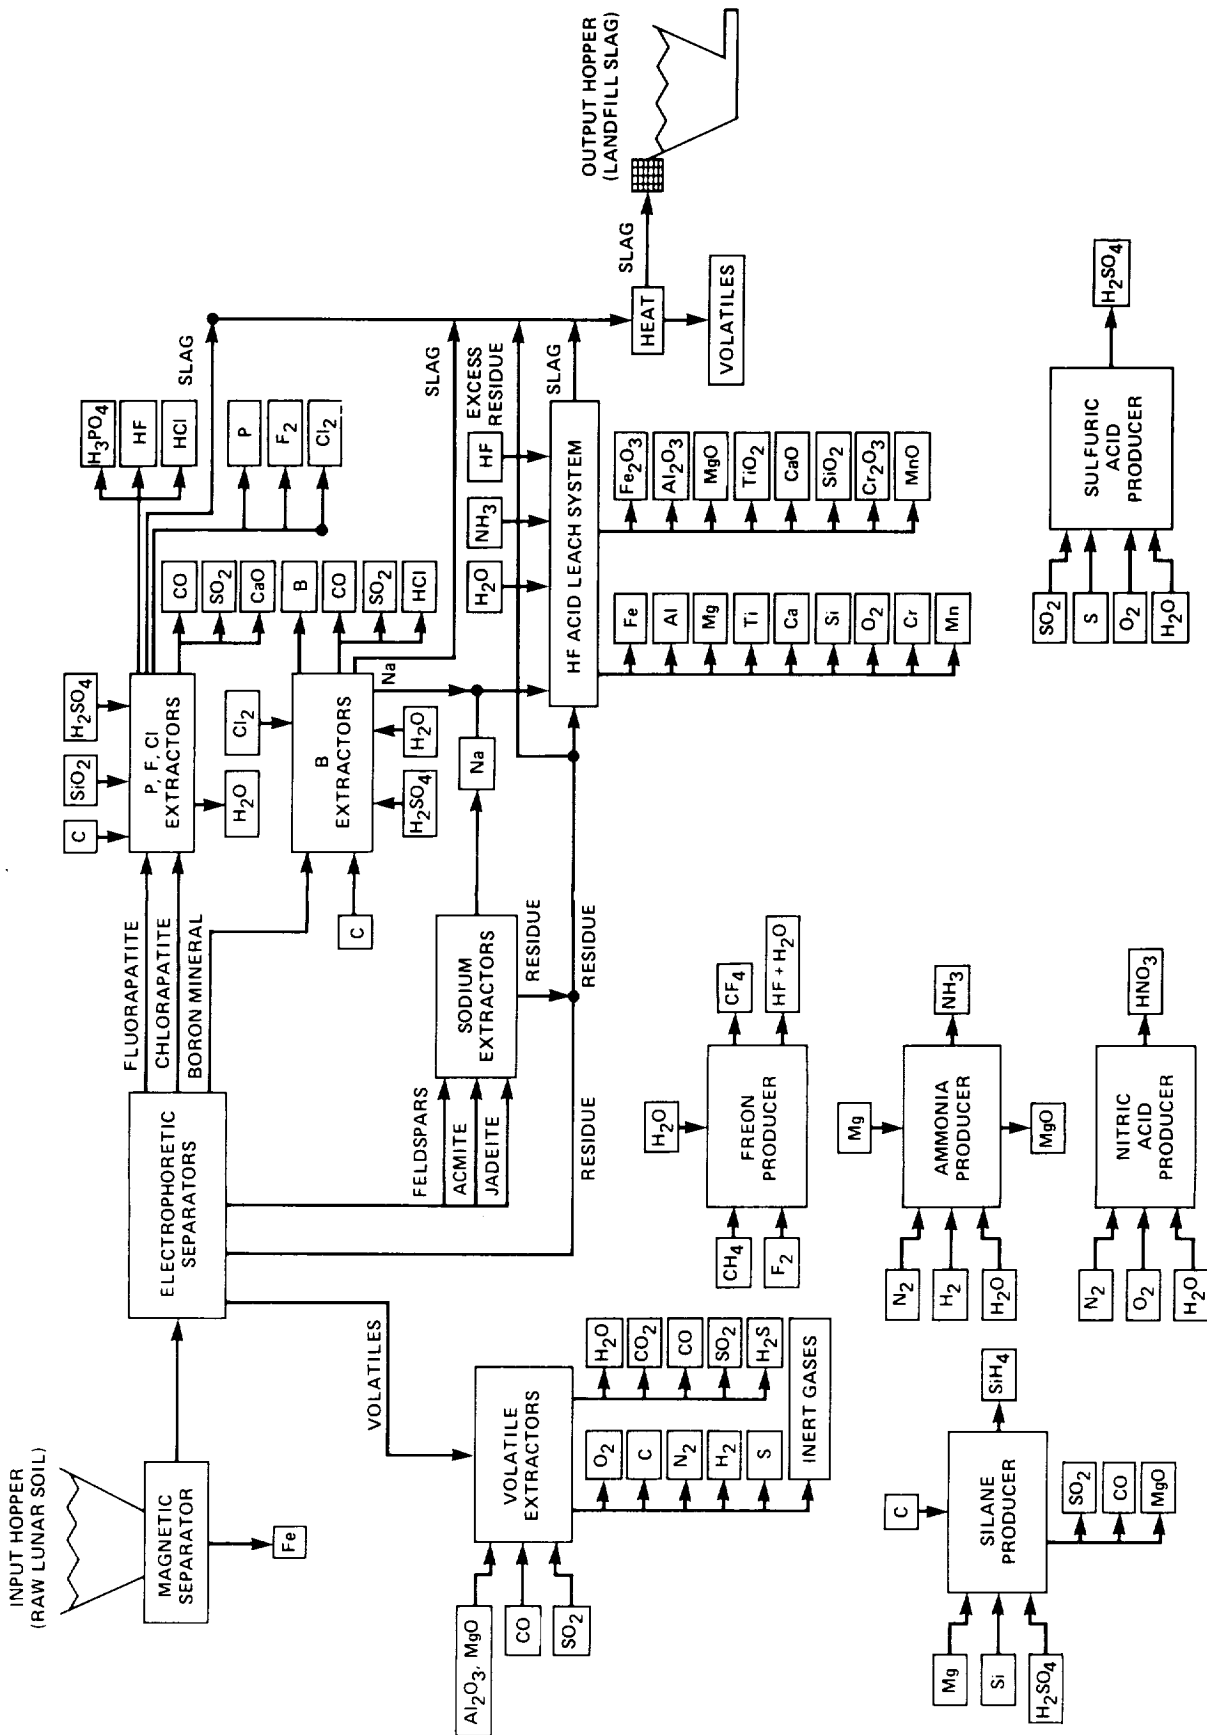 INPUT HOPPER
(RAW LUNAR SOIL)
MAGNETIC
SEPARATOR
Fe
ELECTROPHORETIC
SEPARATORS
FLUORAPATITE
CHLORAPATITE
BORON MINERAL
C
SiO2
H2SO4
P, F, Cl
EXTRACTORS
H2O
H3PO4
HF
HCl
SLAG
P
F2
Cl2
CO
SO2
CaO
Cl2
B
EXTRACTORS
C
H2SO4
H2O
B
CO
SO2
HCl
Na
SLAG
FELDSPARS
ACMITE
JADEITE
SODIUM
EXTRACTORS
Na
RESIDUE
RESIDUE
RESIDUE
H2O
NH3
HF
EXCESS
RESIDUE
HF ACID LEACH SYSTEM
SLAG
Fe
Al
Mg
Ti
Ca
Si
O2
Cr
Mn
Fe2O3
Al2O3
MgO
TiO2
CaO
SiO2
Cr2O3
MnO
HEAT
VOLATILES
SLAG
OUTPUT HOPPER
(LANDFILL SLAG)
VOLATILES
Al2O3, MgO
CO
SO2
VOLATILE
EXTRACTORS
O2
C
N2
H2
S
INERT GASES
H2O
CO2
CO
SO2
H2S
H2O
CH4
F2
FREON
PRODUCER
CF4
HF + H2O
SO2
S
O2
H2O
SULFURIC
ACID
PRODUCER
H2SO4
C
Mg
Si
H2SO4
SILANE
PRODUCER
SiH4
SO2
CO
MgO
Mg
N2
H2
H2O
AMMONIA
PRODUCER
NH3
MgO
N2
O2
H2O
NITRIC
ACID
PRODUCER
HNO3